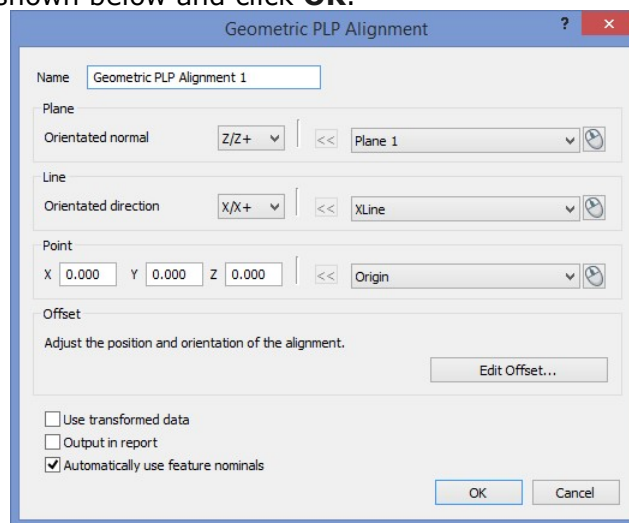 shown below and click OK.
Geometric PLP Alignment ? ×
Name Geometric PLP Alignment 1
Plane
Orientated normal Z/Z+ << Plane 1
Line
Orientated direction X/X+ << XLine
Point
X 0.000 Y 0.000 Z 0.000 << Origin
Offset
Adjust the position and orientation of the alignment.
Edit Offset...
Use transformed data
Output in report
Automatically use feature nominals
OK Cancel